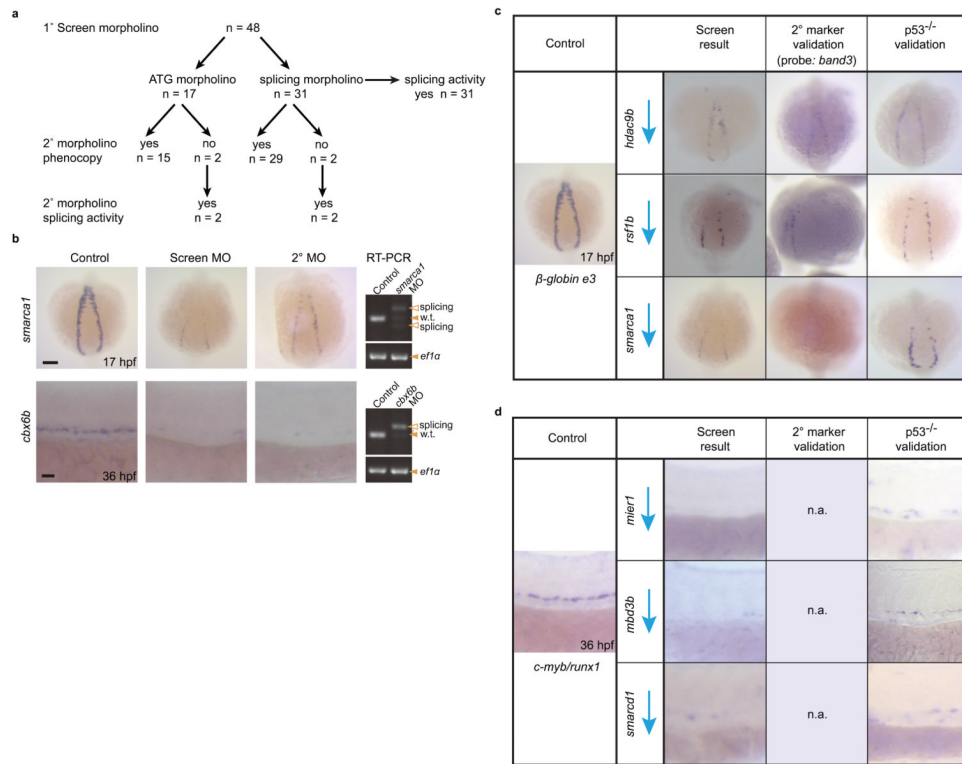 a
1° Screen morpholino
n = 48
ATG morpholino
n = 17
splicing morpholino
n = 31
splicing activity
yes n = 31
2° morpholino
phenocopy
yes
n = 15
no
n = 2
yes
n = 29
no
n = 2
2° morpholino
splicing activity
yes
n = 2
yes
n = 2
b
Control
Screen MO
2° MO
RT-PCR
smarca1
17 hpf
Control
smarca1
MO
splicing
w.t.
splicing
ef1α
cbx6b
36 hpf
Control
cbx6b
MO
splicing
w.t.
ef1α
c
Control
Screen
result
2° marker
validation
(probe: band3)
p53-/-
validation
17 hpf
β-globin e3
hdac9b
rsf1b
smarca1
d
Control
Screen
result
2° marker
validation
p53-/-
validation
36 hpf
c-myb/runx1
mier1
n.a.
mbd3b
n.a.
smarcd1
n.a.